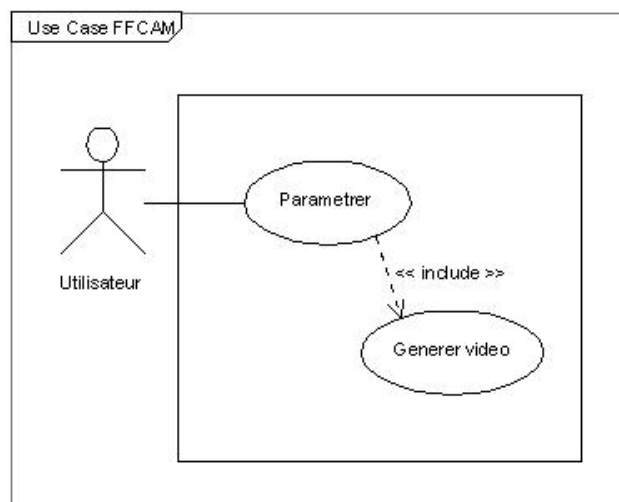 Use Case FFCAM
Parametrer
Utilisateur
<< include >>
Generer video